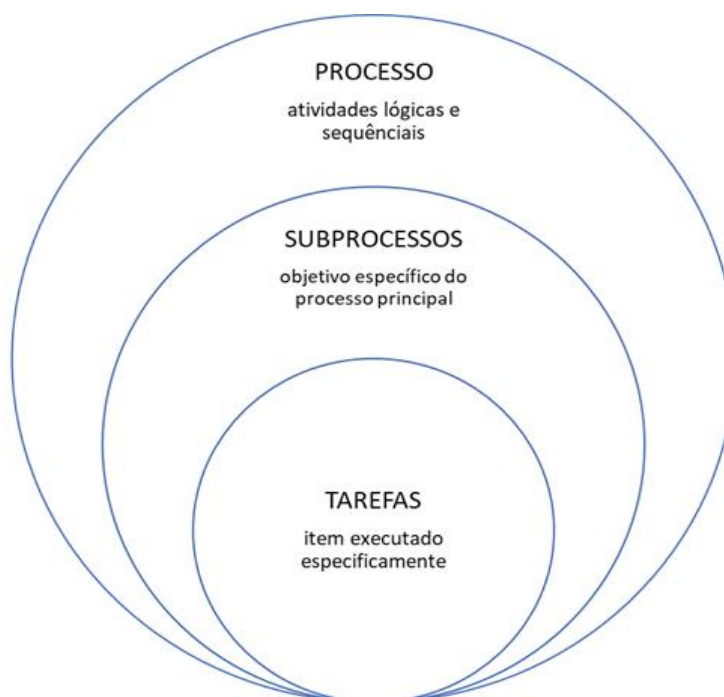 PROCESSO
atividades lógicas e
sequênciais
SUBPROCESSOS
objetivo específico do
processo principal
TAREFAS
item executado
especificamente